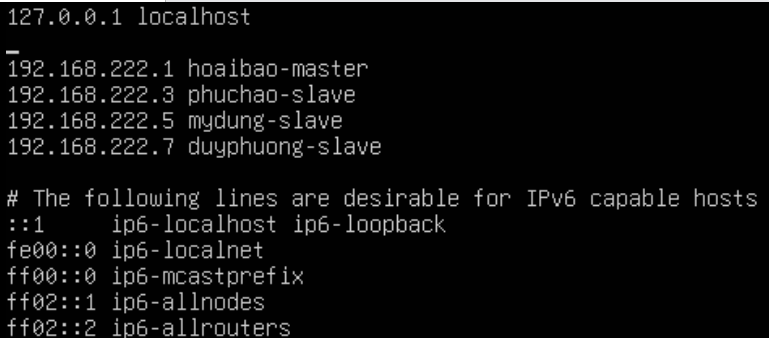 127.0.0.1 localhost
192.168.222.1 hoaibao-master
192.168.222.3 phuchao-slave
192.168.222.5 mydung-slave
192.168.222.7 duyphuong-slave
# The following lines are desirable for IPv6 capable hosts
::1     ip6-localhost ip6-loopback
fe00::0 ip6-localnet
ff00::0 ip6-mcastprefix
ff02::1 ip6-allnodes
ff02::2 ip6-allrouters